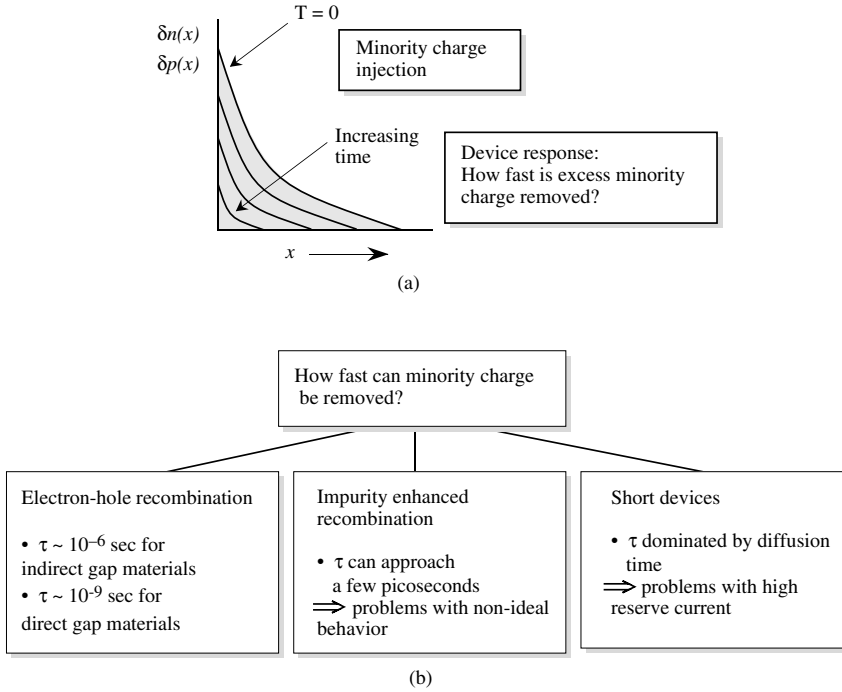 T = 0
δn(x)
δp(x)
Minority charge
injection
Increasing
time
Device response:
How fast is excess minority
charge removed?
x
(a)
How fast can minority charge
be removed?
Electron-hole recombination
• τ ~ 10⁻⁶ sec for
indirect gap materials
• τ ~ 10⁻⁹ sec for
direct gap materials
Impurity enhanced
recombination
• τ can approach
a few picoseconds
⇒ problems with non-ideal
behavior
Short devices
• τ dominated by diffusion
time
⇒ problems with high
reserve current
(b)